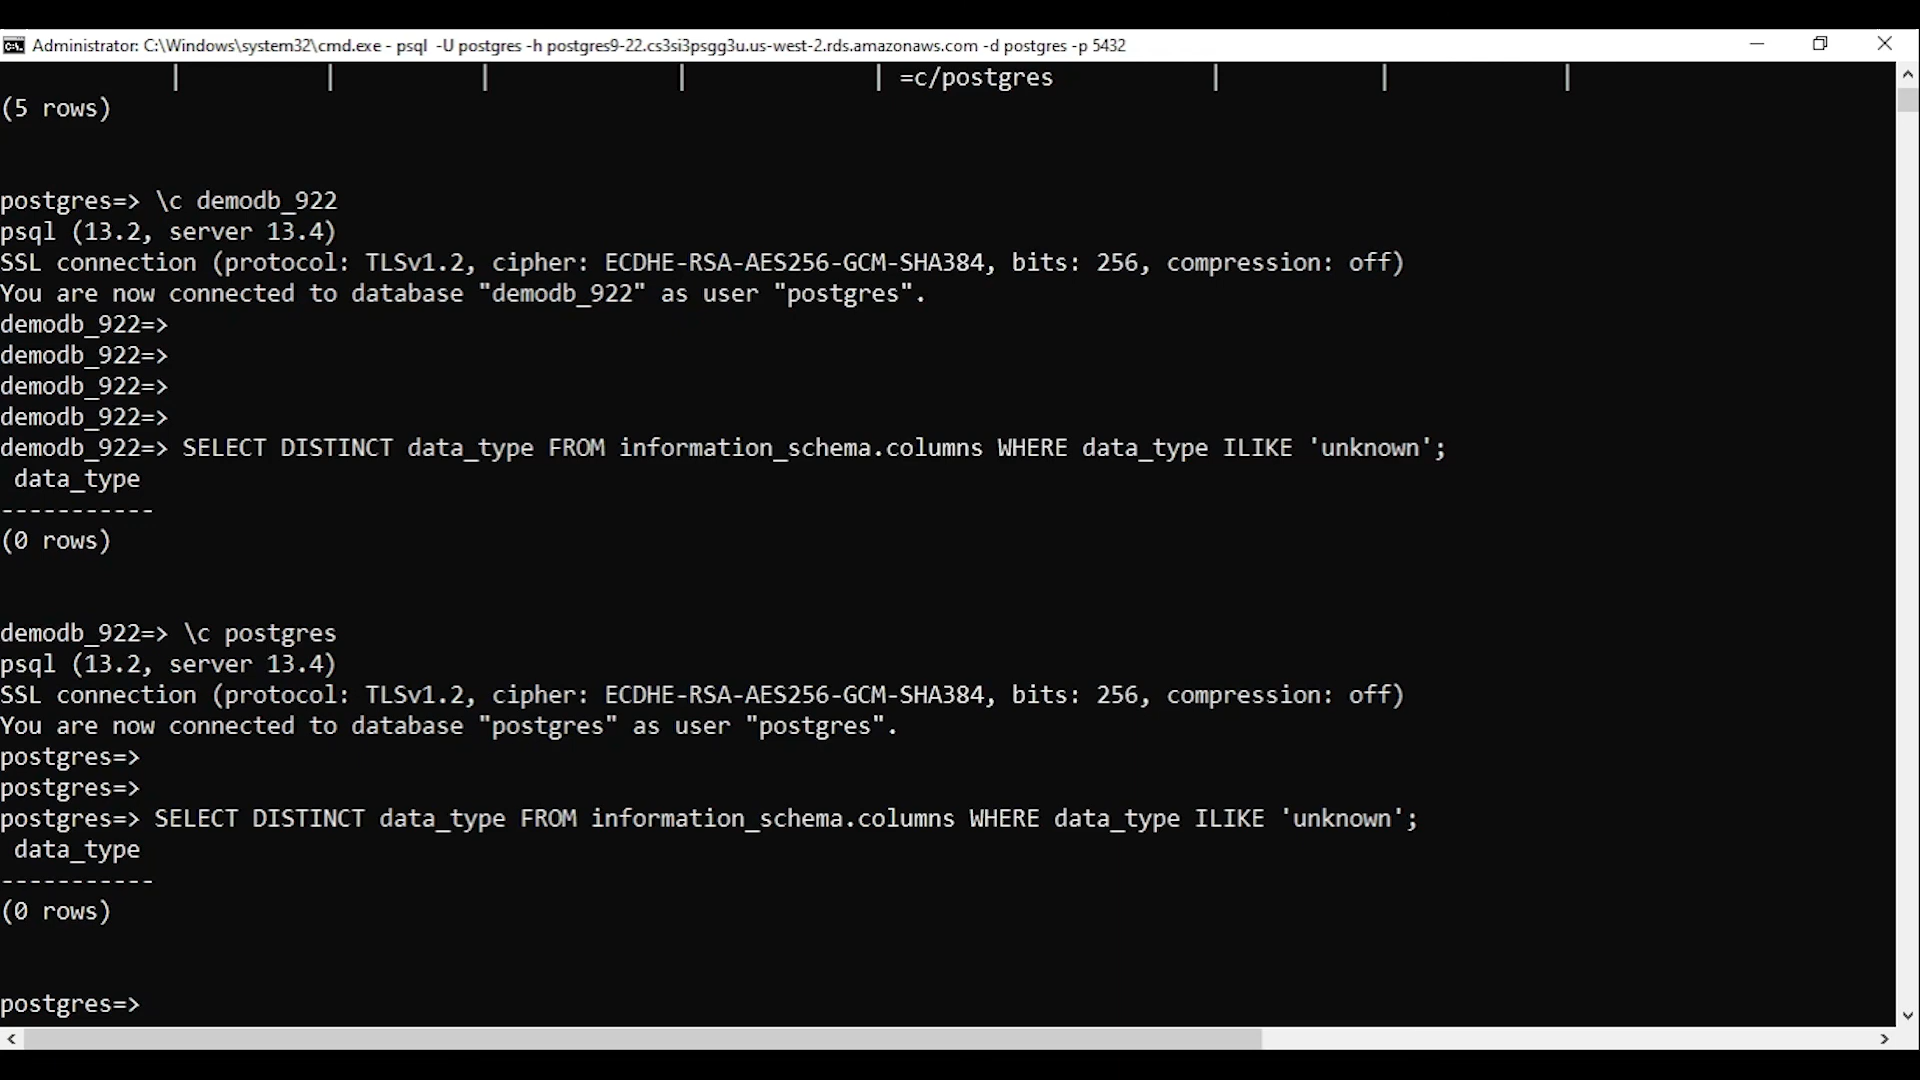 Administrator: C:\Windows\system32\cmd.exe - psql  -U postgres -h postgres9-22.cs3si3psgg3u.us-west-2.rds.amazonaws.com -d postgres -p 5432
| | | | | =c/postgres | | |
(5 rows)
postgres=> \c demodb_922
psql (13.2, server 13.4)
SSL connection (protocol: TLSv1.2, cipher: ECDHE-RSA-AES256-GCM-SHA384, bits: 256, compression: off)
You are now connected to database "demodb_922" as user "postgres".
demodb_922=>
demodb_922=>
demodb_922=>
demodb_922=>
demodb_922=> SELECT DISTINCT data_type FROM information_schema.columns WHERE data_type ILIKE 'unknown';
data_type
-----------
(0 rows)
demodb_922=> \c postgres
psql (13.2, server 13.4)
SSL connection (protocol: TLSv1.2, cipher: ECDHE-RSA-AES256-GCM-SHA384, bits: 256, compression: off)
You are now connected to database "postgres" as user "postgres".
postgres=>
postgres=>
postgres=> SELECT DISTINCT data_type FROM information_schema.columns WHERE data_type ILIKE 'unknown';
data_type
-----------
(0 rows)
postgres=>